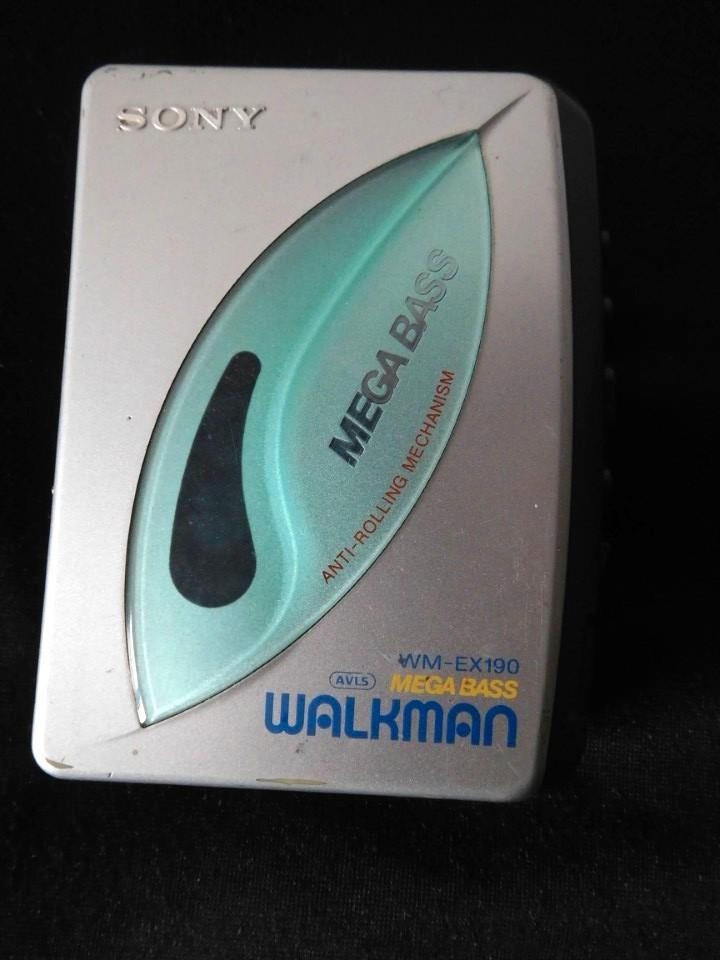 SONY
MEGA BASS
ANTI-ROLLING MECHANISM
WM-EX190
AVLS MEGA BASS
WALKMAN